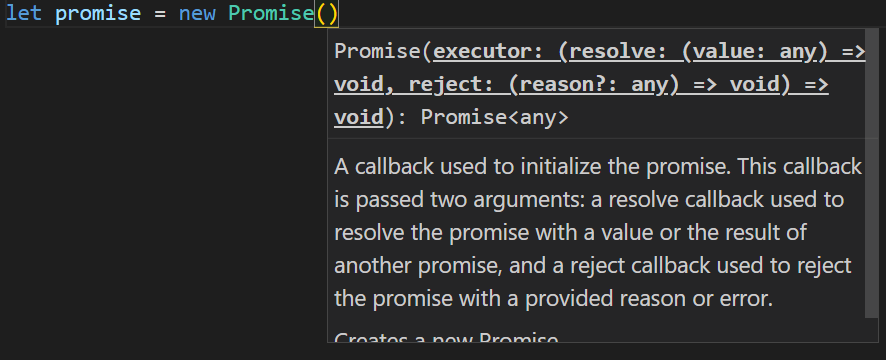 let promise = new Promise()
Promise(executor: (resolve: (value: any) =>
void, reject: (reason?: any) => void) =>
void): Promise<any>
A callback used to initialize the promise. This callback
is passed two arguments: a resolve callback used to
resolve the promise with a value or the result of
another promise, and a reject callback used to reject
the promise with a provided reason or error.
Creates a new Promise